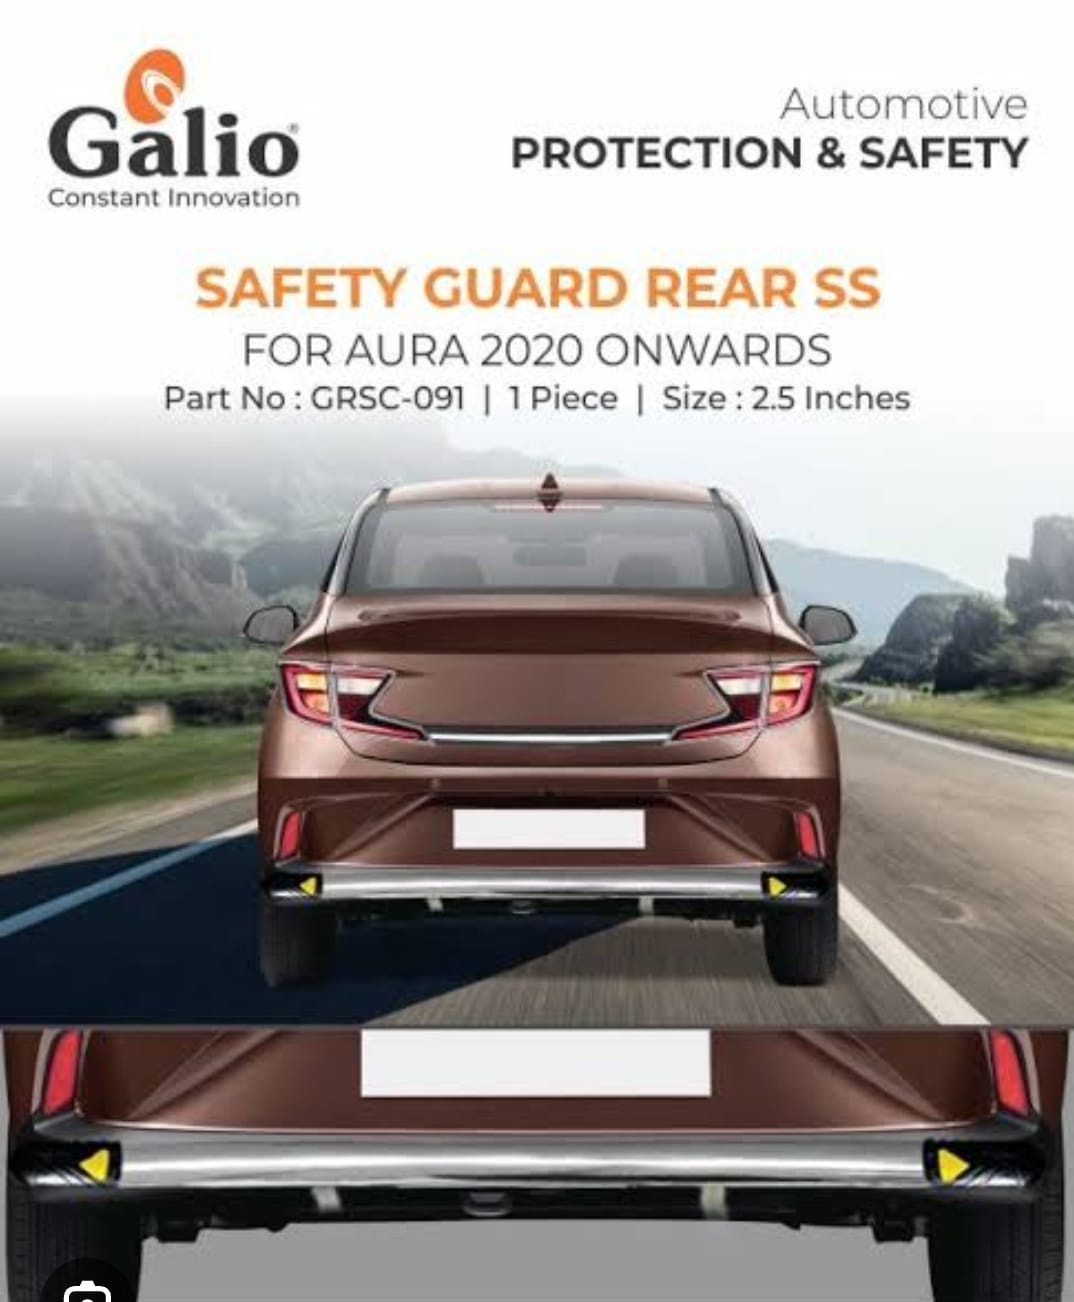 Galio®
Constant Innovation
Automotive
PROTECTION & SAFETY
SAFETY GUARD REAR SS
FOR AURA 2020 ONWARDS
Part No : GRSC-091 | 1 Piece | Size : 2.5 Inches